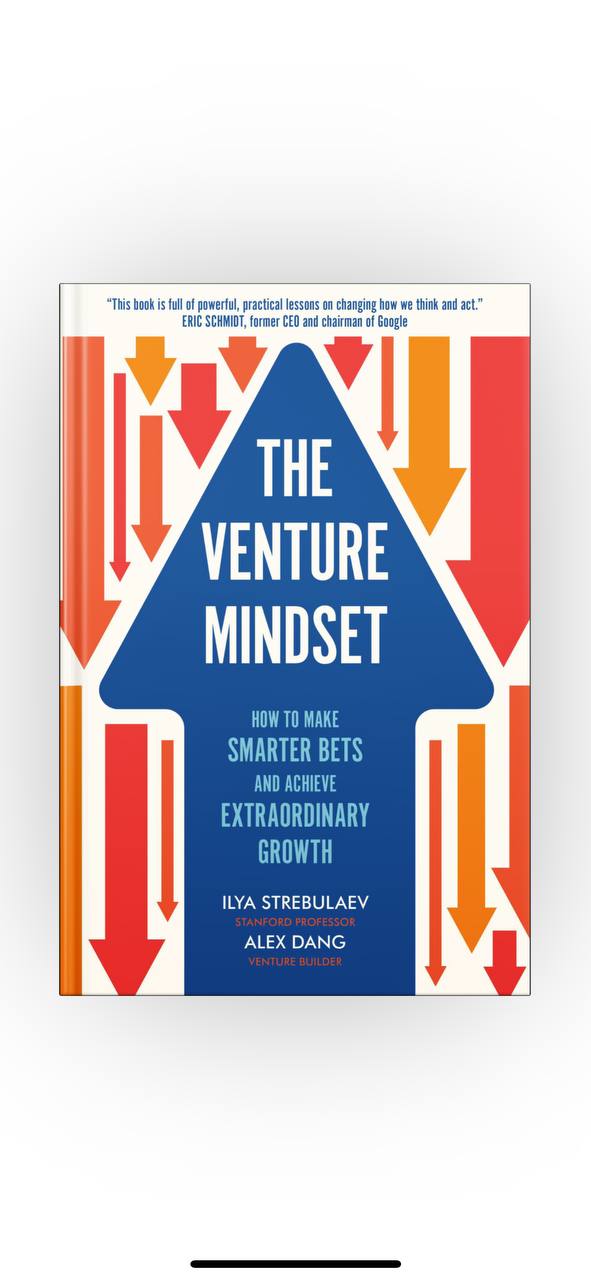 “This book is full of powerful, practical lessons on changing how we think and act.”
ERIC SCHMIDT, former CEO and chairman of Google
THE
VENTURE
MINDSET
HOW TO MAKE
SMARTER BETS
AND ACHIEVE
EXTRAORDINARY
GROWTH
ILYA STREBULAEV
STANFORD PROFESSOR
ALEX DANG
VENTURE BUILDER